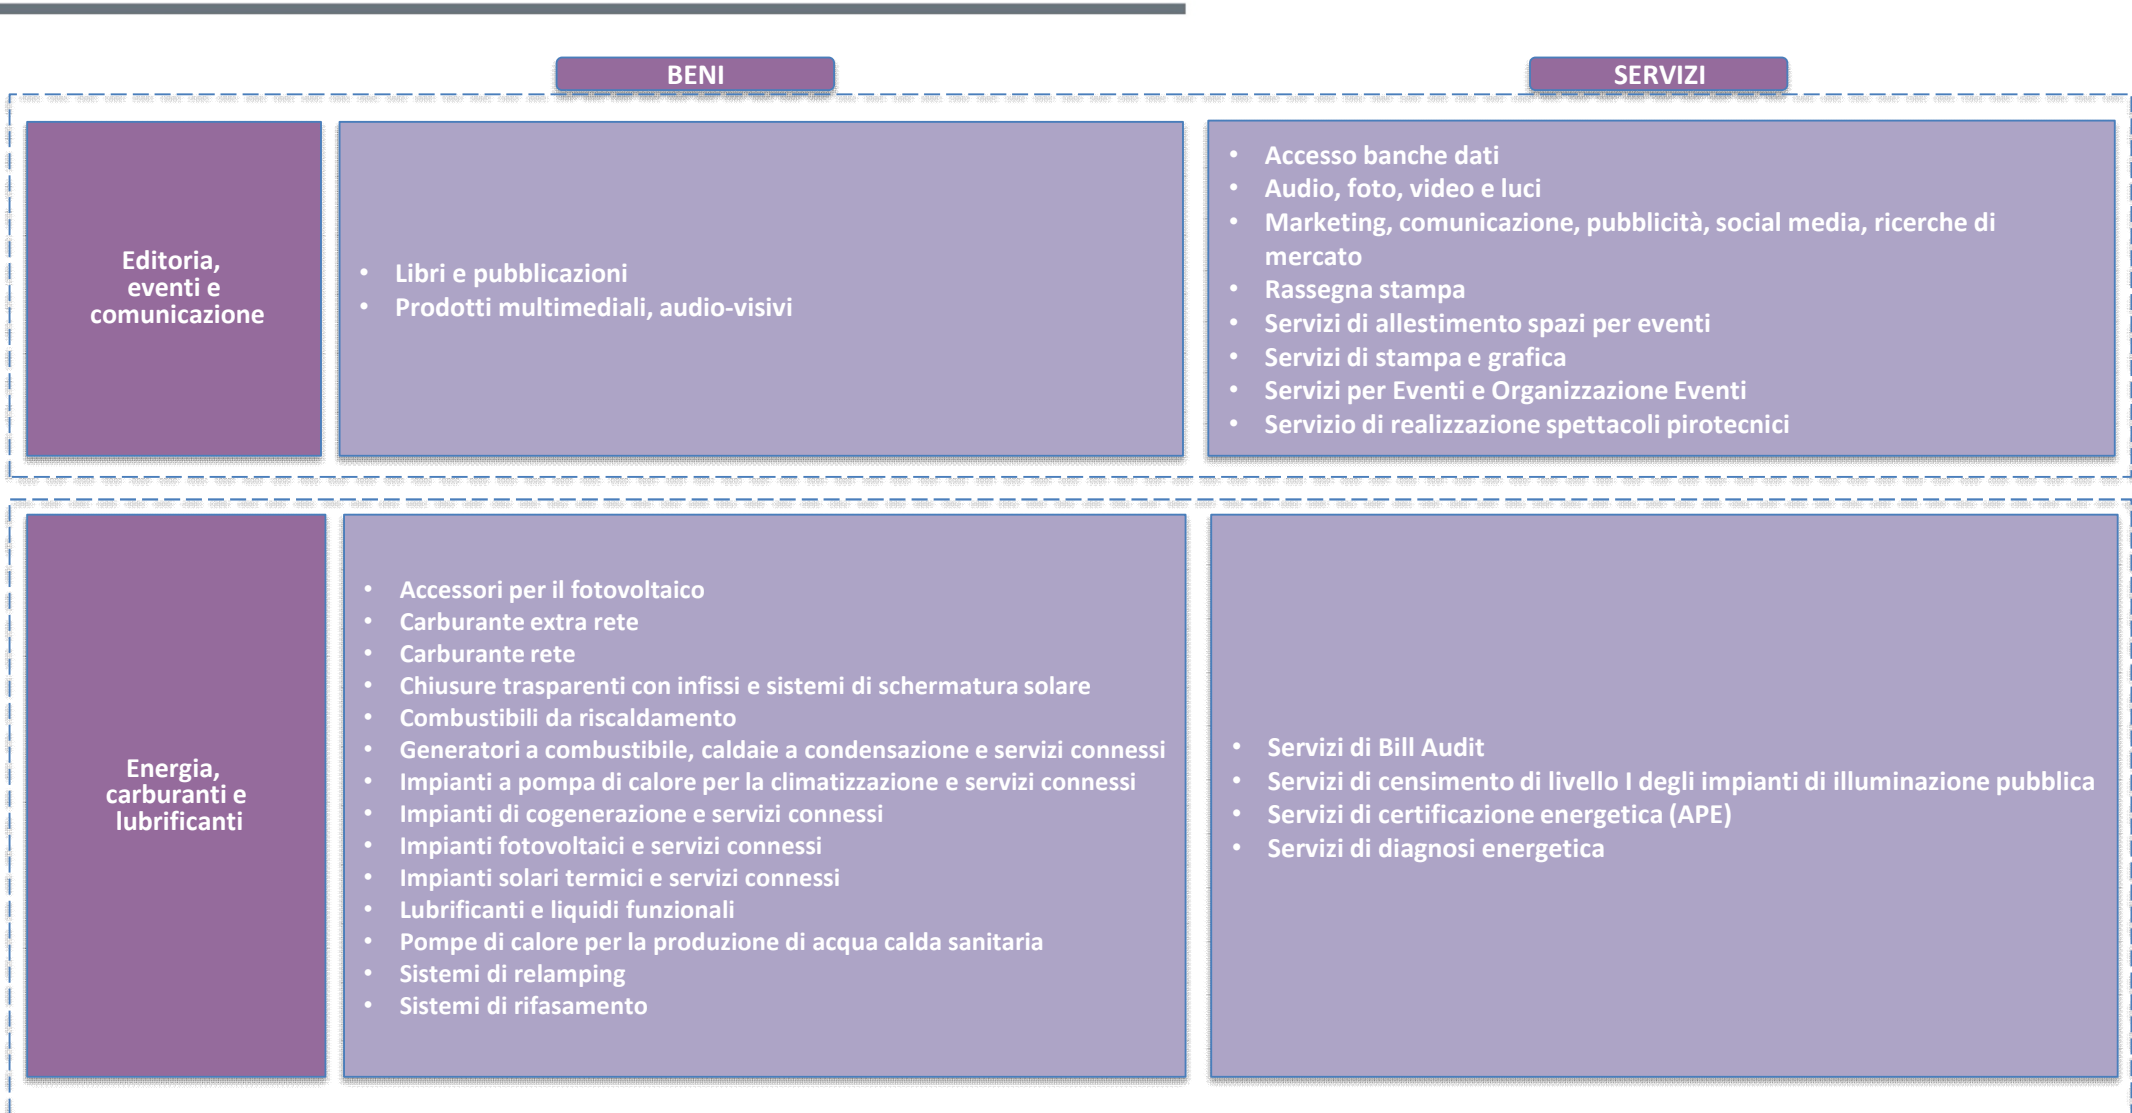 BENI
SERVIZI
Editoria,
eventi e
comunicazione
• Libri e pubblicazioni
• Prodotti multimediali, audio-visivi
• Accesso banche dati
• Audio, foto, video e luci
• Marketing, comunicazione, pubblicità, social media, ricerche di
mercato
• Rassegna stampa
• Servizi di allestimento spazi per eventi
• Servizi di stampa e grafica
• Servizi per Eventi e Organizzazione Eventi
• Servizio di realizzazione spettacoli pirotecnici
Energia,
carburanti e
lubrificanti
• Accessori per il fotovoltaico
• Carburante extra rete
• Carburante rete
• Chiusure trasparenti con infissi e sistemi di schermatura solare
• Combustibili da riscaldamento
• Generatori a combustibile, caldaie a condensazione e servizi connessi
• Impianti a pompa di calore per la climatizzazione e servizi connessi
• Impianti di cogenerazione e servizi connessi
• Impianti fotovoltaici e servizi connessi
• Impianti solari termici e servizi connessi
• Lubrificanti e liquidi funzionali
• Pompe di calore per la produzione di acqua calda sanitaria
• Sistemi di relamping
• Sistemi di rifasamento
• Servizi di Bill Audit
• Servizi di censimento di livello I degli impianti di illuminazione pubblica
• Servizi di certificazione energetica (APE)
• Servizi di diagnosi energetica